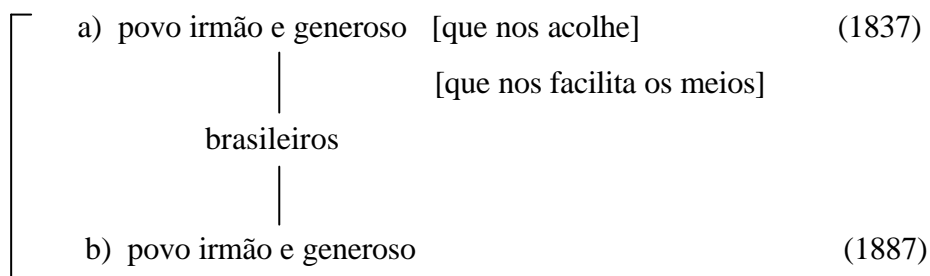 a) povo irmão e generoso [que nos acolhe] (1837)
[que nos facilita os meios]
brasileiros
b) povo irmão e generoso (1887)